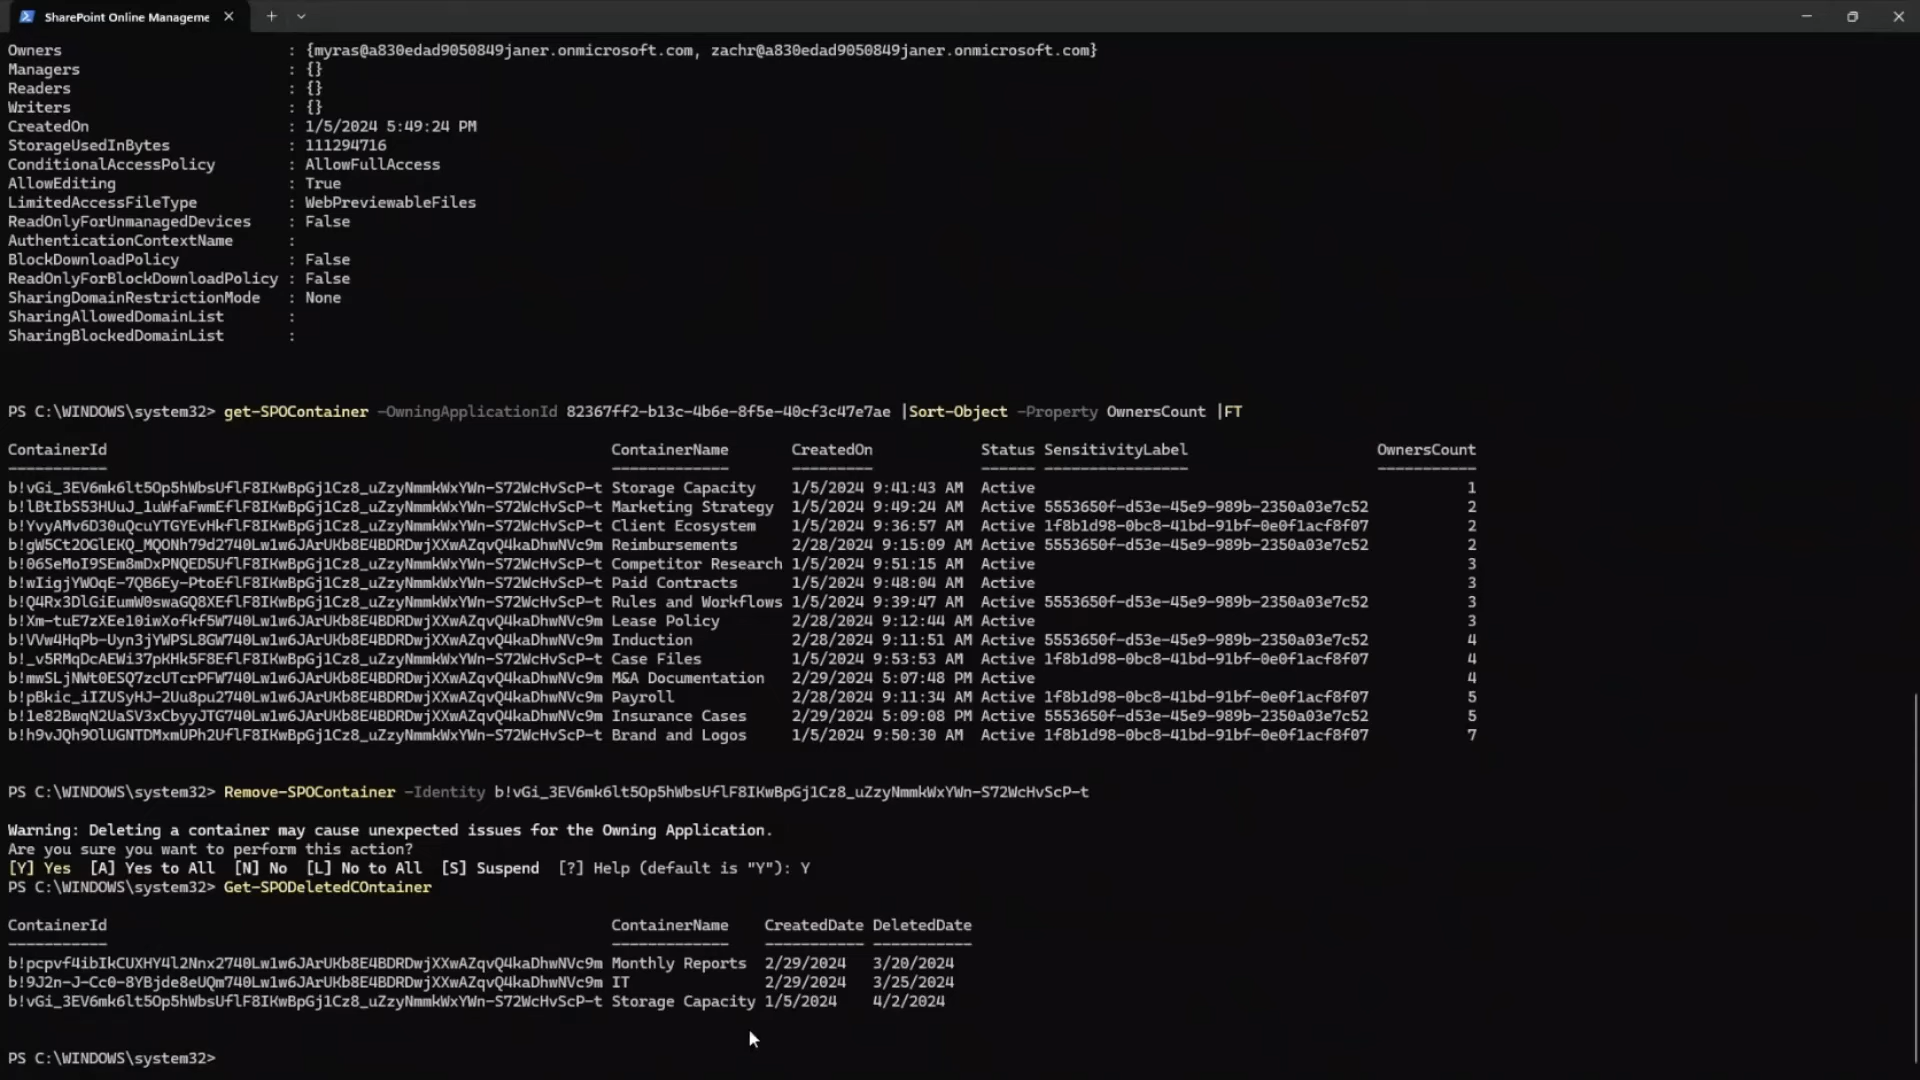 SharePoint Online Manageme
Owners : {myras@a830edad9050849janer.onmicrosoft.com, zachr@a830edad9050849janer.onmicrosoft.com}
Managers : {}
Readers : {}
Writers : {}
CreatedOn : 1/5/2024 5:49:24 PM
StorageUsedInBytes : 111294716
ConditionalAccessPolicy : AllowFullAccess
AllowEditing : True
LimitedAccessFileType : WebPreviewableFiles
ReadOnlyForUnmanagedDevices : False
AuthenticationContextName :
BlockDownloadPolicy : False
ReadOnlyForBlockDownloadPolicy : False
SharingDomainRestrictionMode : None
SharingAllowedDomainList :
SharingBlockedDomainList :
PS C:\WINDOWS\system32> get-SPOContainer -OwningApplicationId 82367ff2-b13c-4b6e-8f5e-40cf3c47e7ae |Sort-Object -Property OwnersCount |FT
ContainerId ContainerName CreatedOn Status SensitivityLabel OwnersCount
----------- ------------- --------- ------ ---------------- -----------
b!vGi_3EV6mk6lt5Op5hWbsUflF8IKwBpGj1Cz8_uZzyNmmkWxYWn-S72WcHvScP-t Storage Capacity 1/5/2024 9:41:43 AM Active 1
b!lBtIbS53HUuJ_1uWfaFwmEflF8IKwBpGj1Cz8_uZzyNmmkWxYWn-S72WcHvScP-t Marketing Strategy 1/5/2024 9:49:24 AM Active 5553650f-d53e-45e9-989b-2350a03e7c52 2
b!YvyAMv6D30uQcuYTGYEvHkflF8IKwBpGj1Cz8_uZzyNmmkWxYWn-S72WcHvScP-t Client Ecosystem 1/5/2024 9:36:57 AM Active 1f8b1d98-0bc8-41bd-91bf-0e0f1acf8f07 2
b!gW5Ct2OGlEKQ_MQONh79d2740Lw1w6JArUKb8E4BDRDwjXXwAZqvQ4kaDhwNVc9m Reimbursements 2/28/2024 9:15:09 AM Active 5553650f-d53e-45e9-989b-2350a03e7c52 2
b!06SeMoI9SEm8mDxPNQED5UflF8IKwBpGj1Cz8_uZzyNmmkWxYWn-S72WcHvScP-t Competitor Research 1/5/2024 9:51:15 AM Active 3
b!wIigjYWOqE-7QB6Ey-PtoEflF8IKwBpGj1Cz8_uZzyNmmkWxYWn-S72WcHvScP-t Paid Contracts 1/5/2024 9:48:04 AM Active 3
b!Q4Rx3DlGiEumW0swaGQ8XEflF8IKwBpGj1Cz8_uZzyNmmkWxYWn-S72WcHvScP-t Rules and Workflows 1/5/2024 9:39:47 AM Active 5553650f-d53e-45e9-989b-2350a03e7c52 3
b!Xm-tuE7zXEe10iwXofkf5W740Lw1w6JArUKb8E4BDRDwjXXwAZqvQ4kaDhwNVc9m Lease Policy 2/28/2024 9:12:44 AM Active 3
b!VVw4HqPb-Uyn3jYWPSL8GW740Lw1w6JArUKb8E4BDRDwjXXwAZqvQ4kaDhwNVc9m Induction 2/28/2024 9:11:51 AM Active 5553650f-d53e-45e9-989b-2350a03e7c52 4
b!_v5RMqDcAEWi37pKHk5F8EflF8IKwBpGj1Cz8_uZzyNmmkWxYWn-S72WcHvScP-t Case Files 1/5/2024 9:53:53 AM Active 1f8b1d98-0bc8-41bd-91bf-0e0f1acf8f07 4
b!mwSLjNWt0ESQ7zcUTcrPFW740Lw1w6JArUKb8E4BDRDwjXXwAZqvQ4kaDhwNVc9m M&A Documentation 2/29/2024 5:07:48 PM Active 4
b!pBkic_iIZUSyHJ-2Uu8pu2740Lw1w6JArUKb8E4BDRDwjXXwAZqvQ4kaDhwNVc9m Payroll 2/28/2024 9:11:34 AM Active 1f8b1d98-0bc8-41bd-91bf-0e0f1acf8f07 5
b!1e82BwqN2UaSV3xCbyyJTG740Lw1w6JArUKb8E4BDRDwjXXwAZqvQ4kaDhwNVc9m Insurance Cases 2/29/2024 5:09:08 PM Active 5553650f-d53e-45e9-989b-2350a03e7c52 5
b!h9vJQh9OlUGNTDMxmUPh2UflF8IKwBpGj1Cz8_uZzyNmmkWxYWn-S72WcHvScP-t Brand and Logos 1/5/2024 9:50:30 AM Active 1f8b1d98-0bc8-41bd-91bf-0e0f1acf8f07 7
PS C:\WINDOWS\system32> Remove-SPOContainer -Identity b!vGi_3EV6mk6lt5Op5hWbsUflF8IKwBpGj1Cz8_uZzyNmmkWxYWn-S72WcHvScP-t
Warning: Deleting a container may cause unexpected issues for the Owning Application.
Are you sure you want to perform this action?
[Y] Yes [A] Yes to All [N] No [L] No to All [S] Suspend [?] Help (default is "Y"): Y
PS C:\WINDOWS\system32> Get-SPODeletedCOntainer
ContainerId ContainerName CreatedDate DeletedDate
----------- ------------- ----------- -----------
b!pcpvf4ibIkCUXHY4l2Nnx2740Lw1w6JArUKb8E4BDRDwjXXwAZqvQ4kaDhwNVc9m Monthly Reports 2/29/2024 3/20/2024
b!9J2n-J-Cc0-8YBjde8eUQm740Lw1w6JArUKb8E4BDRDwjXXwAZqvQ4kaDhwNVc9m IT 2/29/2024 3/25/2024
b!vGi_3EV6mk6lt5Op5hWbsUflF8IKwBpGj1Cz8_uZzyNmmkWxYWn-S72WcHvScP-t Storage Capacity 1/5/2024 4/2/2024
PS C:\WINDOWS\system32>